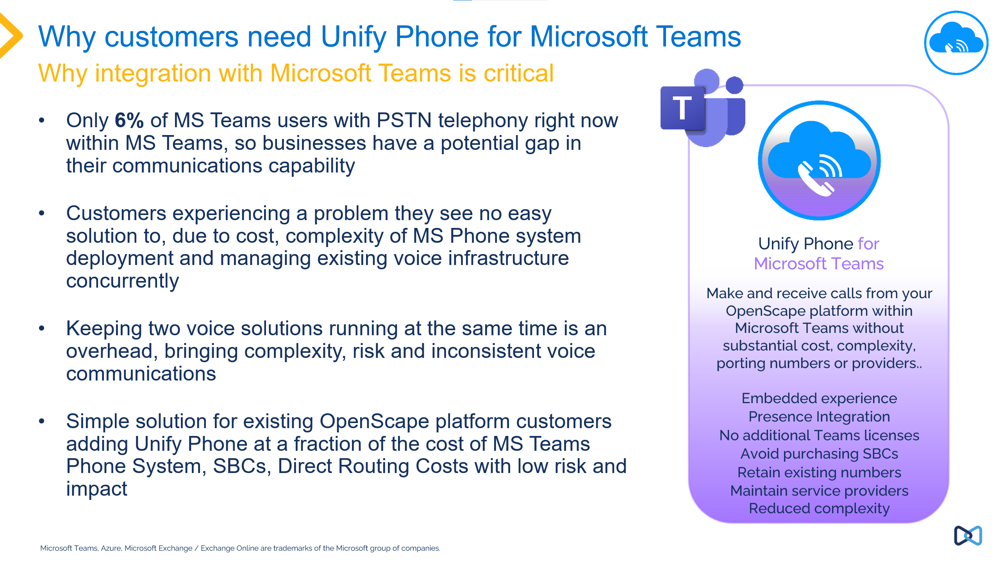 Why customers need Unify Phone for Microsoft Teams
Why integration with Microsoft Teams is critical
• Only 6% of MS Teams users with PSTN telephony right now
within MS Teams, so businesses have a potential gap in
their communications capability
• Customers experiencing a problem they see no easy
solution to, due to cost, complexity of MS Phone system
deployment and managing existing voice infrastructure
concurrently
• Keeping two voice solutions running at the same time is an
overhead, bringing complexity, risk and inconsistent voice
communications
• Simple solution for existing OpenScape platform customers
adding Unify Phone at a fraction of the cost of MS Teams
Phone System, SBCs, Direct Routing Costs with low risk and
impact
T
Unify Phone for
Microsoft Teams
Make and receive calls from your
OpenScape platform within
Microsoft Teams without
substantial cost, complexity,
porting numbers or providers..
Embedded experience
Presence Integration
No additional Teams licenses
Avoid purchasing SBCs
Retain existing numbers
Maintain service providers
Reduced complexity
Microsoft Teams, Azure, Microsoft Exchange / Exchange Online are trademarks of the Microsoft group of companies.